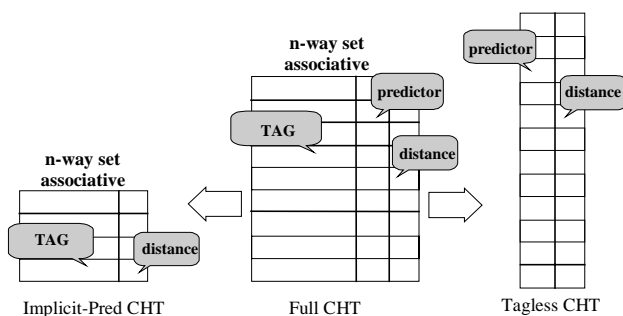 n-way set
associative
TAG
distance
Implicit-Pred CHT
n-way set
associative
predictor
TAG
distance
Full CHT
predictor
distance
Tagless CHT